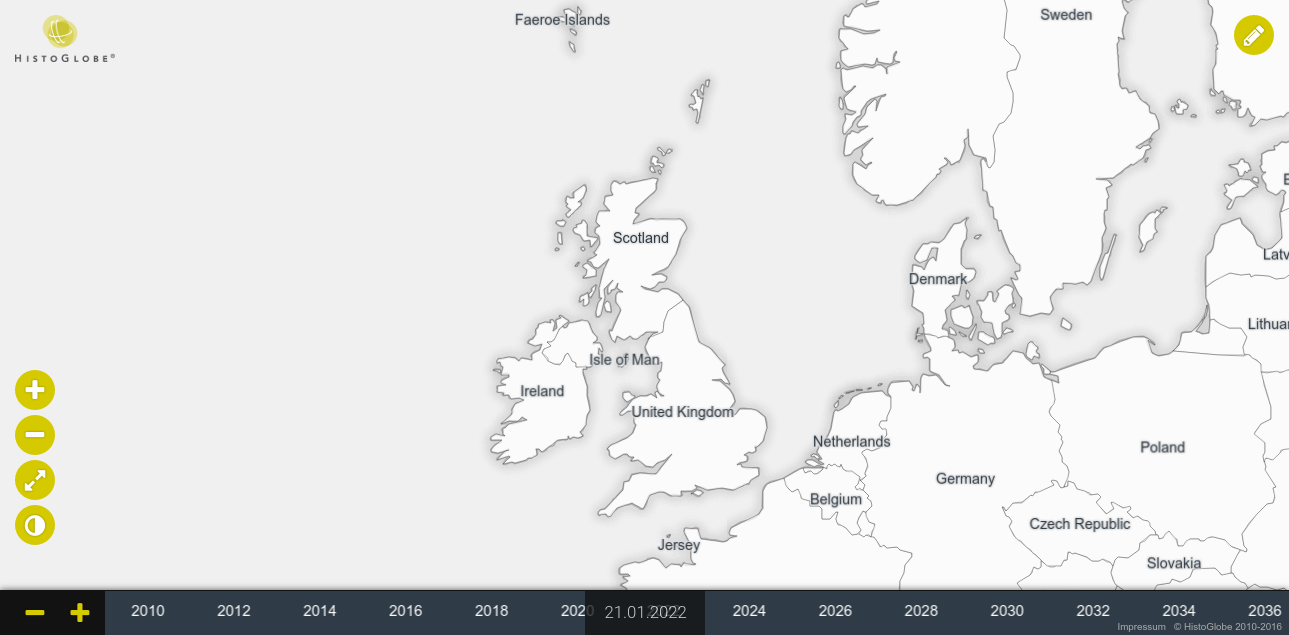 Faeroe Islands
Sweden
HISTOGLOBE®
Scotland
Latv
Denmark
Lithuar
Isle of Man
Ireland
United Kingdom
Netherlands
Poland
Germany
Belgium
Czech Republic
Jersey
Slovakia
2010 2012 2014 2016 2018 2020 21.01.2022 2024 2026 2028 2030 2032 2034 2036
Impressum © HistoGlobe 2010-2016